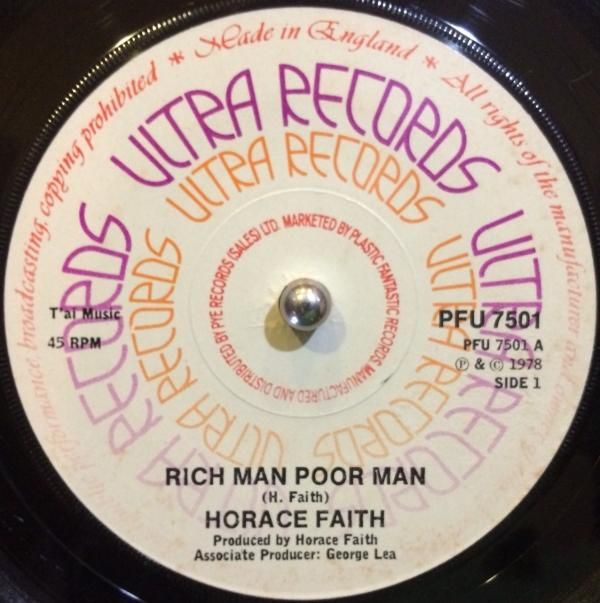 performance, broadcasting, copying prohibited * Made in England * All rights of the manufacturer and
ULTRA RECORDS
ULTRA RECORDS
ULTRA RECORDS
ULTRA RECORDS
ULTRA RECORDS
ULTRA RECORDS
MANUFACTURED AND DISTRIBUTED BY PYE RECORDS (SALES) LTD. MARKETED BY PLASTIC FANTASTIC RECORDS
T'ai Music
45 RPM
PFU 7501
PFU 7501 A
Ⓟ & © 1978
SIDE 1
RICH MAN POOR MAN
(H. Faith)
HORACE FAITH
Produced by Horace Faith
Associate Producer: George Lea